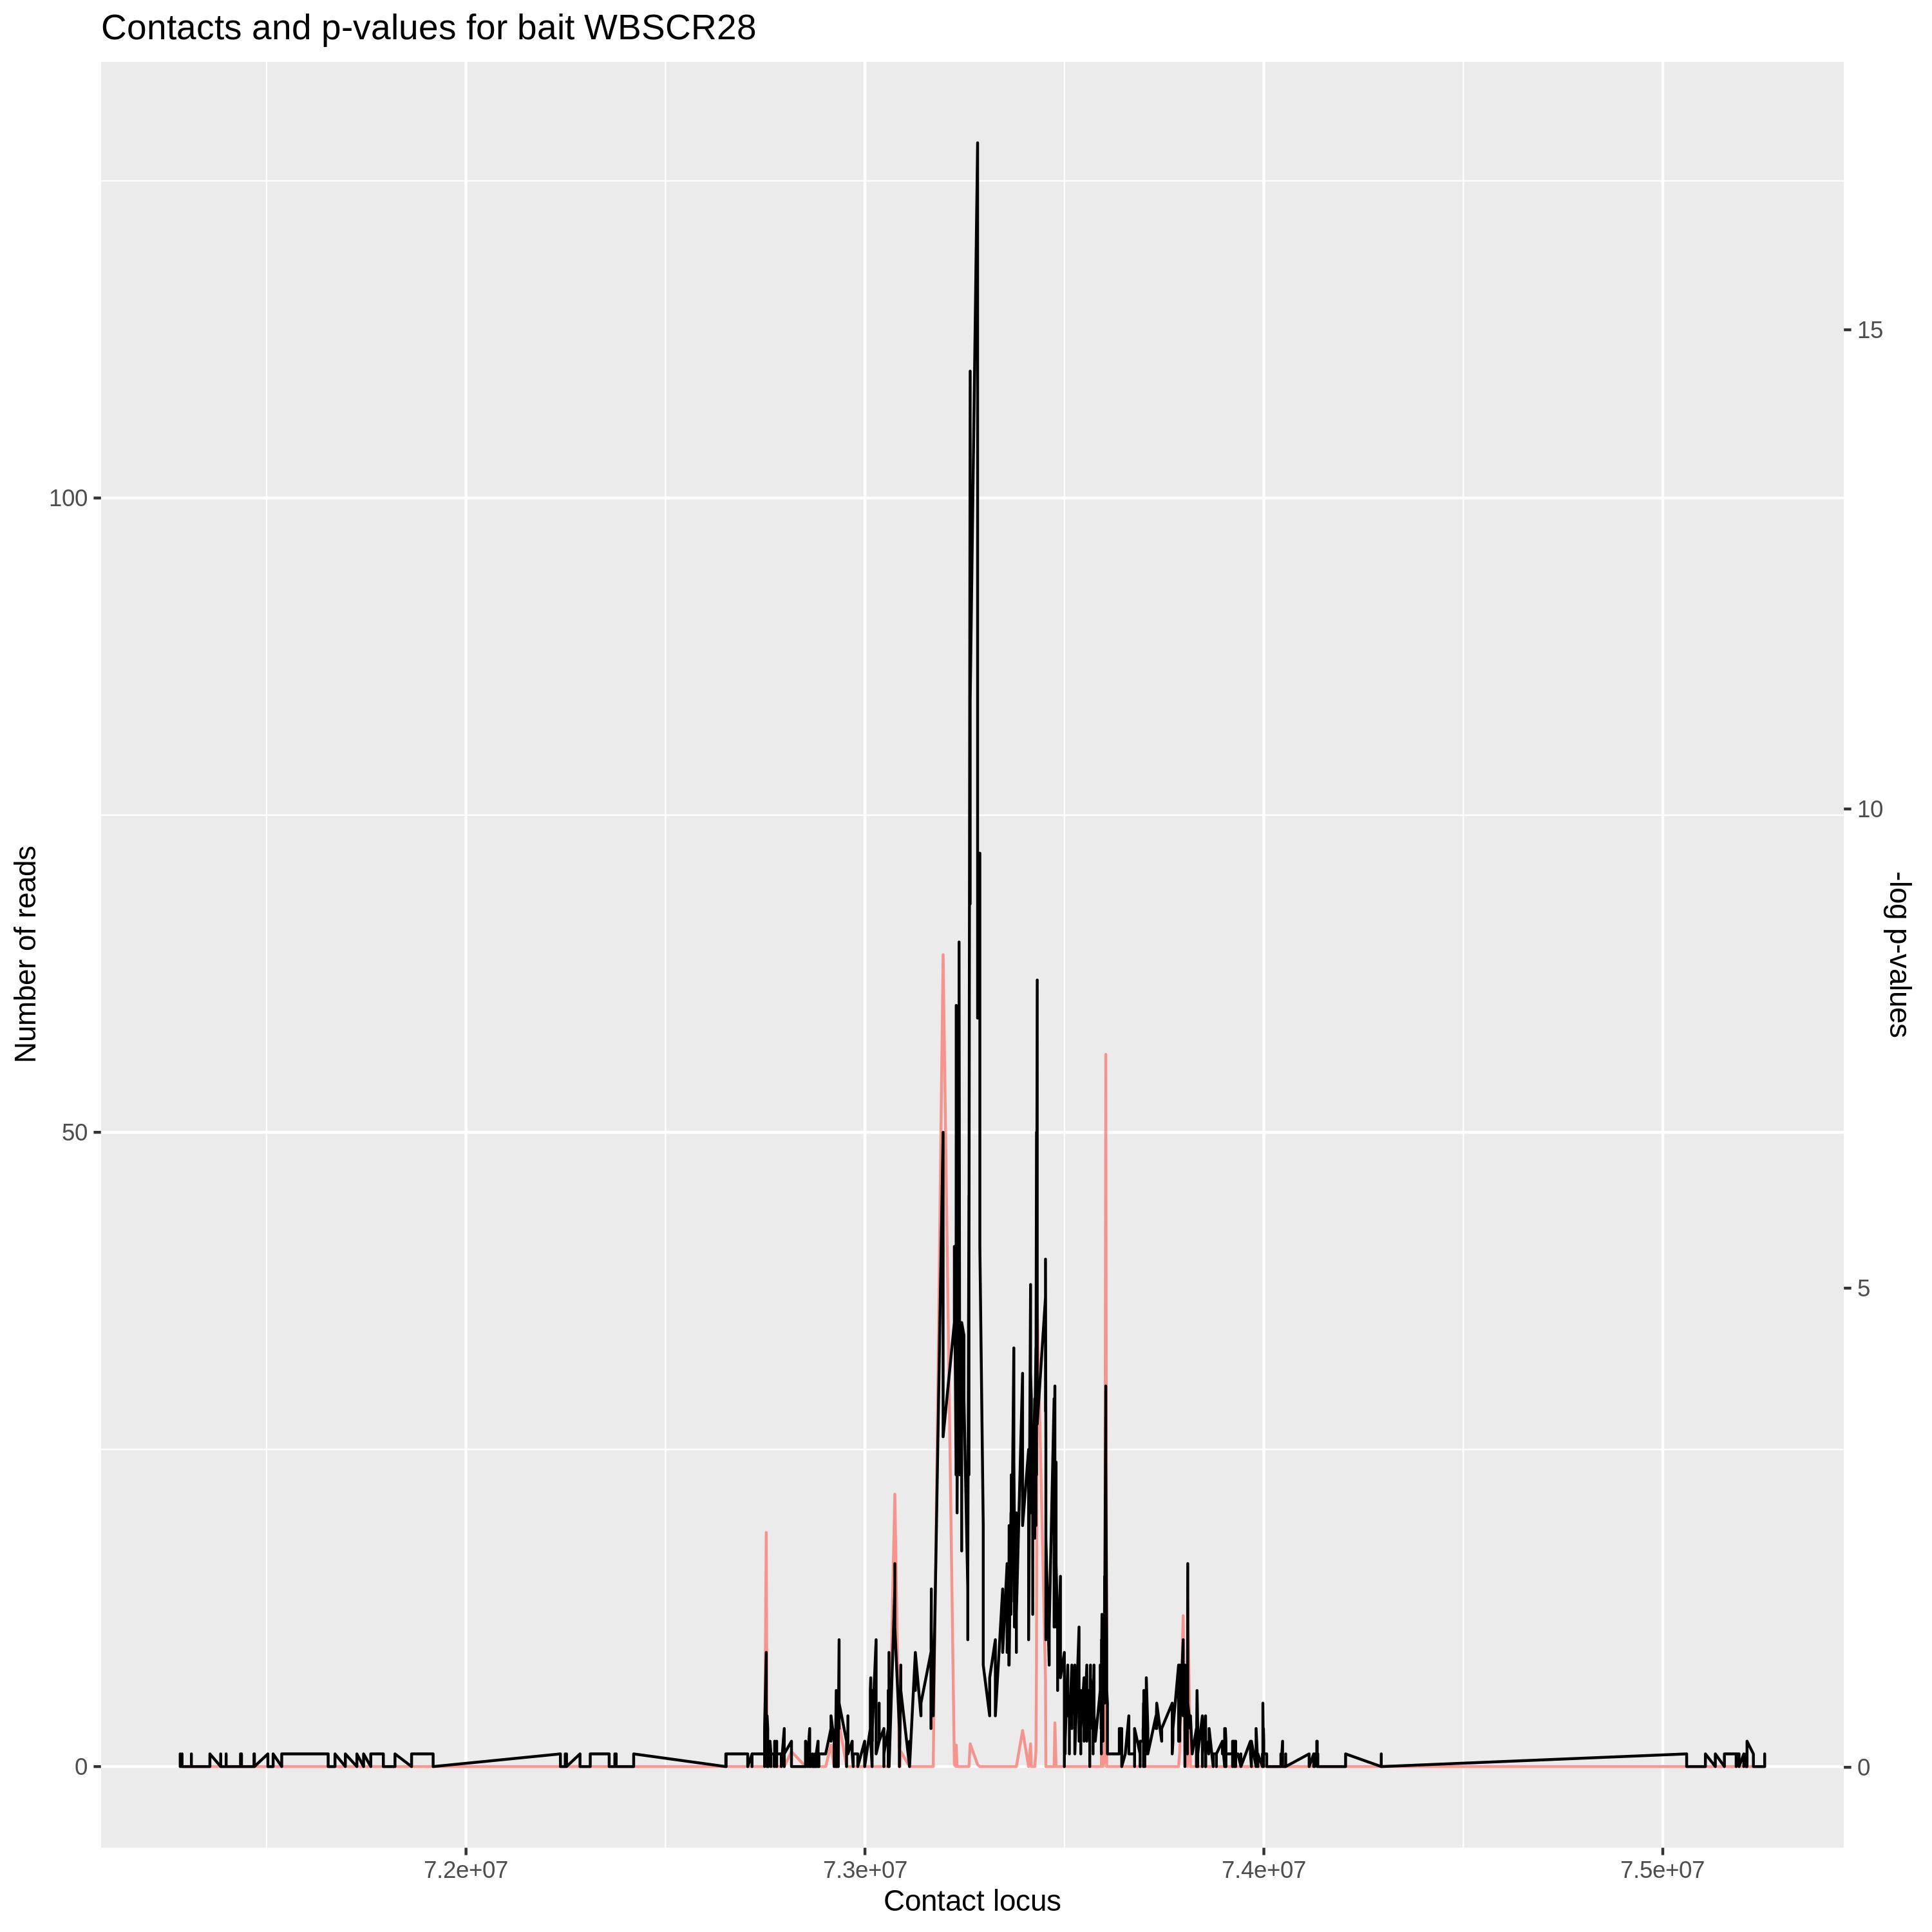 Contacts and p-values for bait WBSCR28
Number of reads
100
50
0
15
10
5
0
-log p-values
7.2e+07
7.3e+07
7.4e+07
7.5e+07
Contact locus